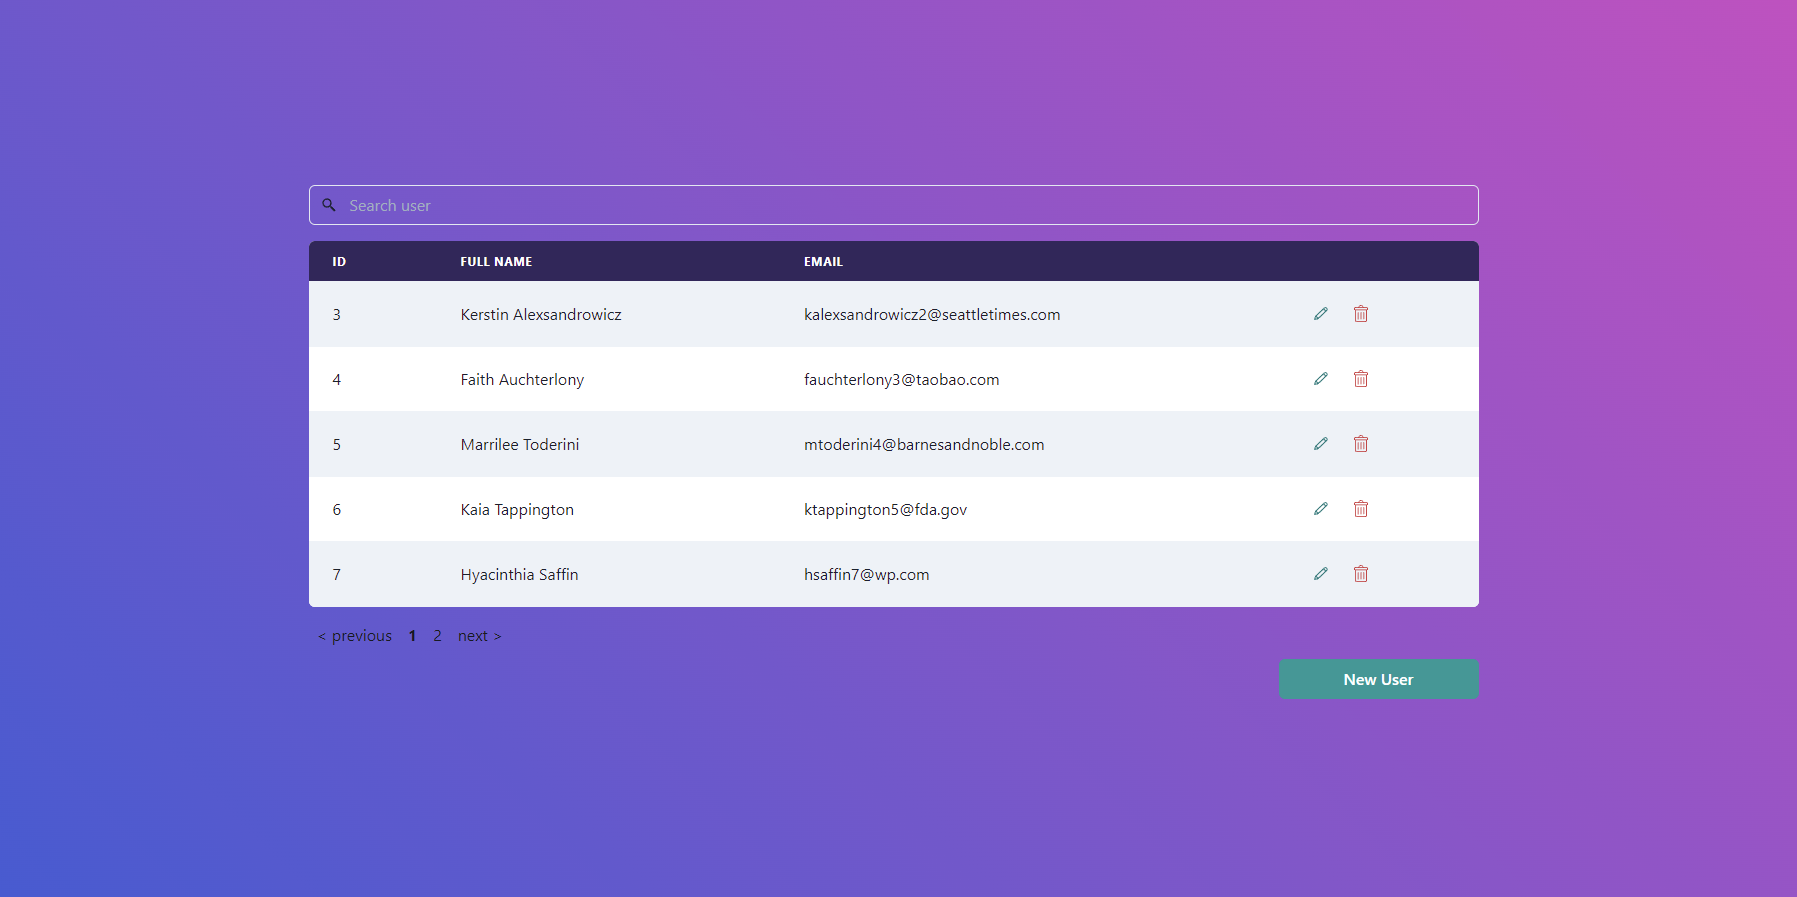 Search user
ID FULL NAME EMAIL
3 Kerstin Alexsandrowicz kalexsandrowicz2@seattletimes.com
4 Faith Auchterlony fauchterlony3@taobao.com
5 Marrilee Toderini mtoderini4@barnesandnoble.com
6 Kaia Tappington ktappington5@fda.gov
7 Hyacinthia Saffin hsaffin7@wp.com
< previous 1 2 next >
New User